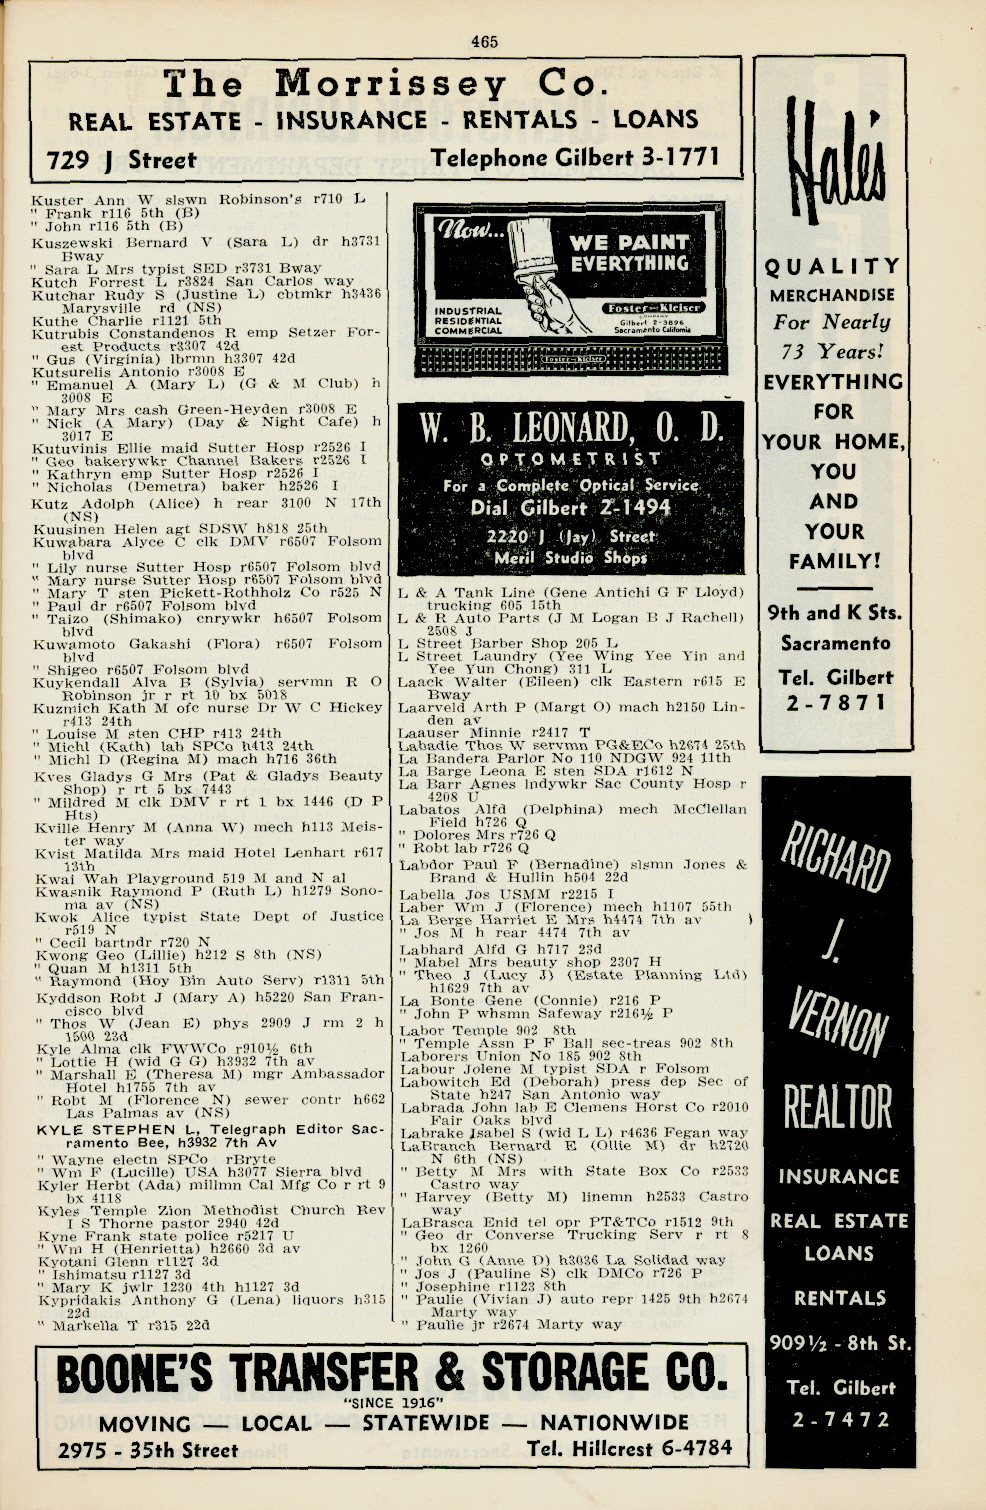 465
The Morrissey Co.
REAL ESTATE - INSURANCE - RENTALS - LOANS
729 J Street Telephone Gilbert 3-1771
Kuster Ann W slswn Robinson's r710 L
" Frank r116 5th (B)
" John r116 5th (B)
Kuszewski Bernard V (Sara L) dr h3731
Bway
" Sara L Mrs typist SED r3731 Bway
Kutch Forrest L r3824 San Carlos way
Kutchar Rudy S (Justine L) cbtmkr h3436
Marysville rd (NS)
Kuthe Charlie r1121 5th
Kutrubis Constandenos R emp Setzer For-
est Products r3307 42d
" Gus (Virginia) lbrmn h3307 42d
Kutsurelis Antonio r3008 E
" Emanuel A (Mary L) (G & M Club) h
3008 E
" Mary Mrs cash Green-Heyden r3008 E
" Nick (A Mary) (Day & Night Cafe) h
3017 E
Kutuvinis Ellie maid Sutter Hosp r2526 I
" Geo bakerywkr Channel Bakers r2526 I
" Kathryn emp Sutter Hosp r2526 I
" Nicholas (Demetra) baker h2526 I
Kutz Adolph (Alice) h rear 3100 N 17th
(NS)
Kuusinen Helen agt SDSW h818 25th
Kuwabara Alyce C clk DMV r6507 Folsom
blvd
" Lily nurse Sutter Hosp r6507 Folsom blvd
" Mary nurse Sutter Hosp r6507 Folsom blvd
" Mary T sten Pickett-Rothholz Co r525 N
" Paul dr r6507 Folsom blvd
" Taizo (Shimako) cnrywkr h6507 Folsom
blvd
Kuwamoto Gakashi (Flora) r6507 Folsom
blvd
" Shigeo r6507 Folsom blvd
Kuykendall Alva B (Sylvia) servmn R O
Robinson jr r rt 10 bx 5018
Kuzmich Kath M ofc nurse Dr W C Hickey
r413 24th
" Louise M sten CHP r413 24th
" Michl (Kath) lab SPCo h413 24th
" Michl D (Regina M) mach h716 36th
Kves Gladys G Mrs (Pat & Gladys Beauty
Shop) r rt 5 bx 7443
" Mildred M clk DMV r rt 1 bx 1446 (D P
Hts)
Kville Henry M (Anna W) mech h113 Meis-
ter way
Kvist Matilda Mrs maid Hotel Lenhart r617
13th
Kwai Wah Playground 519 M and N al
Kwasnik Raymond P (Ruth L) h1279 Sono-
ma av (NS)
Kwok Alice typist State Dept of Justice
r519 N
" Cecil bartndr r720 N
Kwong Geo (Lillie) h212 S 8th (NS)
" Quan M h1311 5th
" Raymond (Hoy Bin Auto Serv) r1311 5th
Kyddson Robt J (Mary A) h5220 San Fran-
cisco blvd
" Thos W (Jean E) phys 2909 J rm 2 h
1500 23d
Kyle Alma clk FWWCo r910½ 6th
" Lottie H (wid G G) h3932 7th av
" Marshall E (Theresa M) mgr Ambassador
Hotel h1755 7th av
" Robt M (Florence N) sewer contr h662
Las Palmas av (NS)
KYLE STEPHEN L, Telegraph Editor Sac-
ramento Bee, h3932 7th Av
" Wayne electn SPCo rBryte
" Wm F (Lucille) USA h3077 Sierra blvd
Kyler Herbt (Ada) millmn Cal Mfg Co r rt 9
bx 4118
Kyles Temple Zion Methodist Church Rev
I S Thorne pastor 2940 42d
Kyne Frank state police r5217 U
" Wm H (Henrietta) h2660 3d av
Kyotani Glenn r1127 3d
" Ishimatsu r1127 3d
" Mary K jwlr 1230 4th h1127 3d
Kypridakis Anthony G (Lena) liquors h315
22d
" Markella T r315 22d
Now...
WE PAINT
EVERYTHING
INDUSTRIAL
RESIDENTIAL
COMMERCIAL
Foster and Kleiser
COMPANY
Gilbert 2-3896
Sacramento California
Foster and Kleiser
W. B. LEONARD, O. D.
OPTOMETRIST
For a Complete Optical Service
Dial Gilbert 2-1494
2220 J (Jay) Street
Meril Studio Shops
L & A Tank Line (Gene Antichi G F Lloyd)
trucking 605 15th
L & R Auto Parts (J M Logan B J Rachell)
2508 J
L Street Barber Shop 205 L
L Street Laundry (Yee Wing Yee Yin and
Yee Yun Chong) 311 L
Laack Walter (Eileen) clk Eastern r615 E
Bway
Laarveld Arth P (Margt O) mach h2150 Lin-
den av
Laauser Minnie r2417 T
Labadie Thos W servmn PG&ECo h2674 25th
La Bandera Parlor No 110 NDGW 924 11th
La Barge Leona E sten SDA r1612 N
La Barr Agnes lndywkr Sac County Hosp r
4208 U
Labatos Alfd (Delphina) mech McClellan
Field h726 Q
" Dolores Mrs r726 Q
" Robt lab r726 Q
Labdor Paul F (Bernadine) slsmn Jones &
Brand & Hullin h504 22d
Labella Jos USMM r2215 I
Laber Wm J (Florence) mech h1107 55th
La Berge Harriet E Mrs h4474 7th av
" Jos M h rear 4474 7th av
Labhard Alfd G h717 23d
" Mabel Mrs beauty shop 2307 H
" Theo J (Lucy J) (Estate Planning Ltd)
h1629 7th av
La Bonte Gene (Connie) r216 P
" John P whsmn Safeway r216½ P
Labor Temple 902 8th
" Temple Assn P F Ball sec-treas 902 8th
Laborers Union No 185 902 8th
Labour Jolene M typist SDA r Folsom
Labowitch Ed (Deborah) press dep Sec of
State h247 San Antonio way
Labrada John lab E Clemens Horst Co r2010
Fair Oaks blvd
Labrake Isabel S (wid L L) r4636 Fegan way
LaBranch Bernard E (Ollie M) dr h2720
N 6th (NS)
" Betty M Mrs with State Box Co r2533
Castro way
" Harvey (Betty M) linemn h2533 Castro
way
LaBrasca Enid tel opr PT&TCo r1512 9th
" Geo dr Converse Trucking Serv r rt 8
bx 1260
" John G (Anne D) h3036 La Solidad way
" Jos J (Pauline S) clk DMCo r726 P
" Josephine r1123 8th
" Paulie (Vivian J) auto repr 1425 9th h2674
Marty way
" Paulie jr r2674 Marty way
Hale's
QUALITY
MERCHANDISE
For Nearly
73 Years!
EVERYTHING
FOR
YOUR HOME,
YOU
AND
YOUR
FAMILY!
9th and K Sts.
Sacramento
Tel. Gilbert
2-7871
RICHARD
J.
VERNON
REALTOR
INSURANCE
REAL ESTATE
LOANS
RENTALS
909½ - 8th St.
Tel. Gilbert
2-7472
BOONE'S TRANSFER & STORAGE CO.
"SINCE 1916"
MOVING — LOCAL — STATEWIDE — NATIONWIDE
2975 - 35th Street Tel. Hillcrest 6-4784